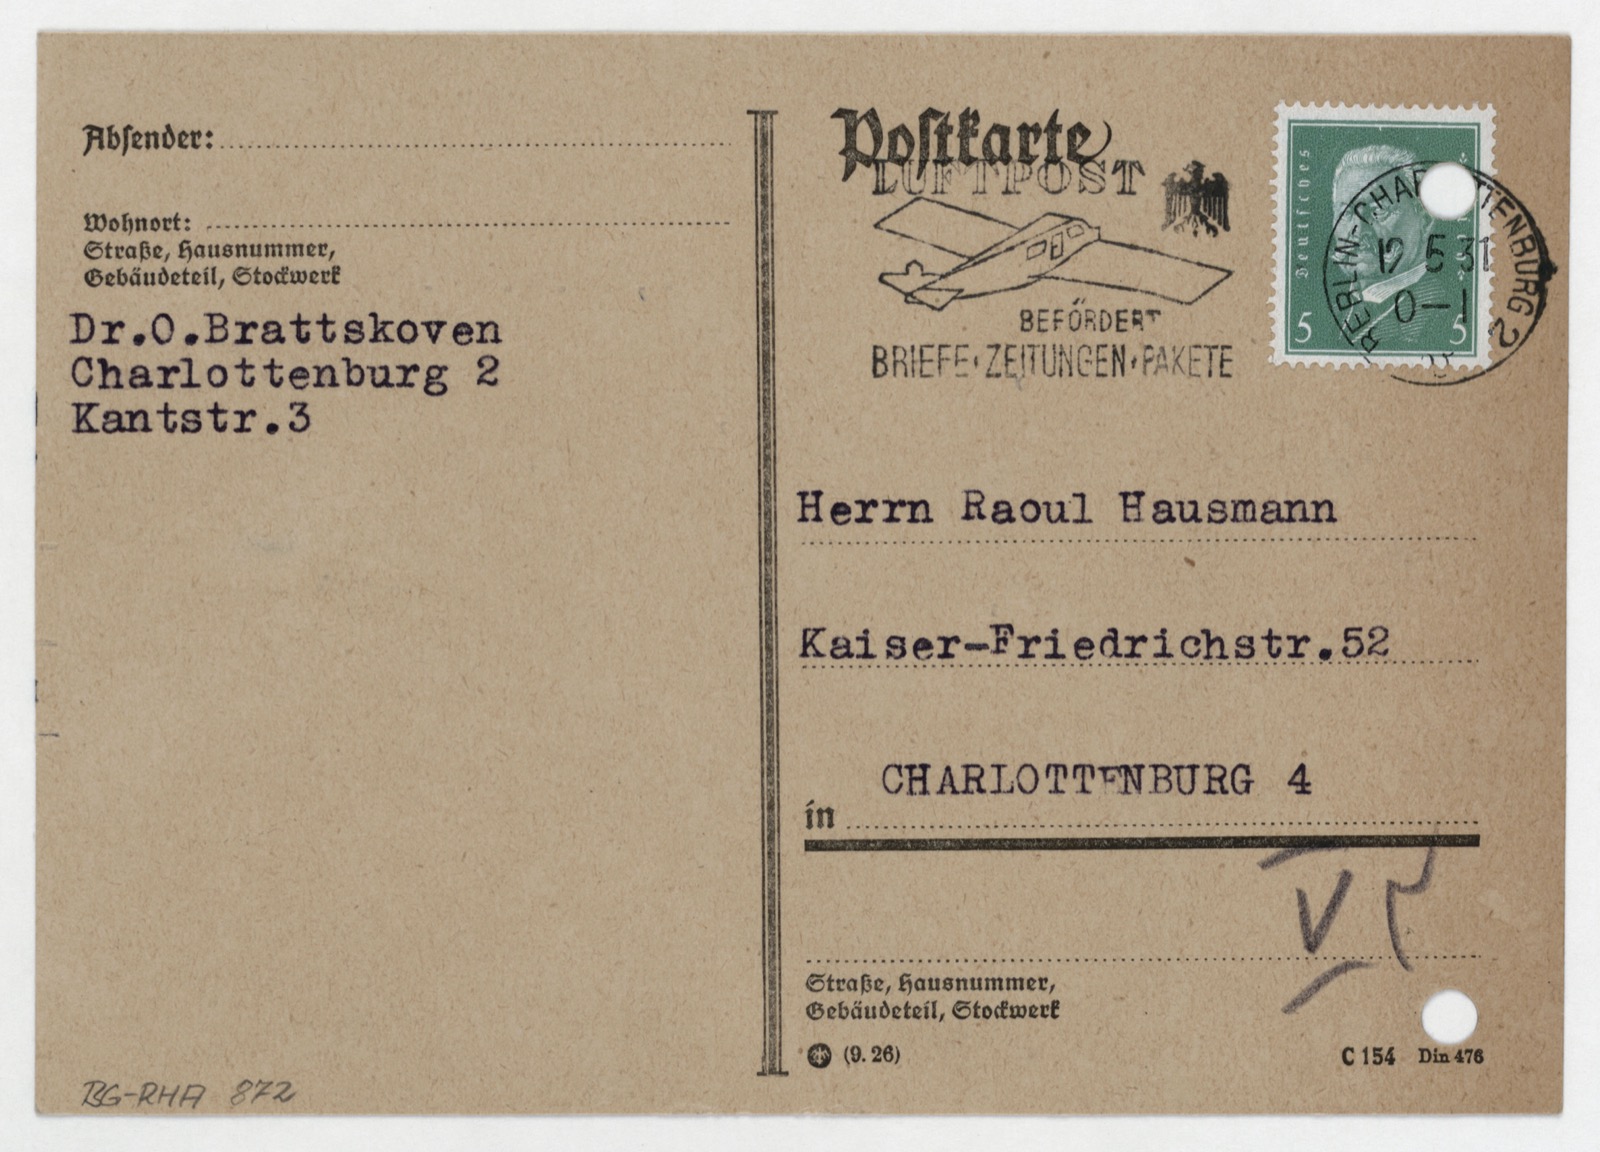 Absender:
Wohnort:
Straße, Hausnummer,
Gebäudeteil, Stockwerk
Dr.O.Brattskoven
Charlottenburg 2
Kantstr.3
Postkarte
LUFTPOST
BEFÖRDERT
BRIEFE·ZEITUNGEN·PAKETE
Deutsches
5 5
BERLIN-CHARLOTTENBURG 2
12 5 31
0—1
Herrn Raoul Hausmann
Kaiser-Friedrichstr.52
CHARLOTTENBURG 4
in
Straße, Hausnummer,
Gebäudeteil, Stockwerk
(9.26)
C 154 Din 476
BG-RHA 872